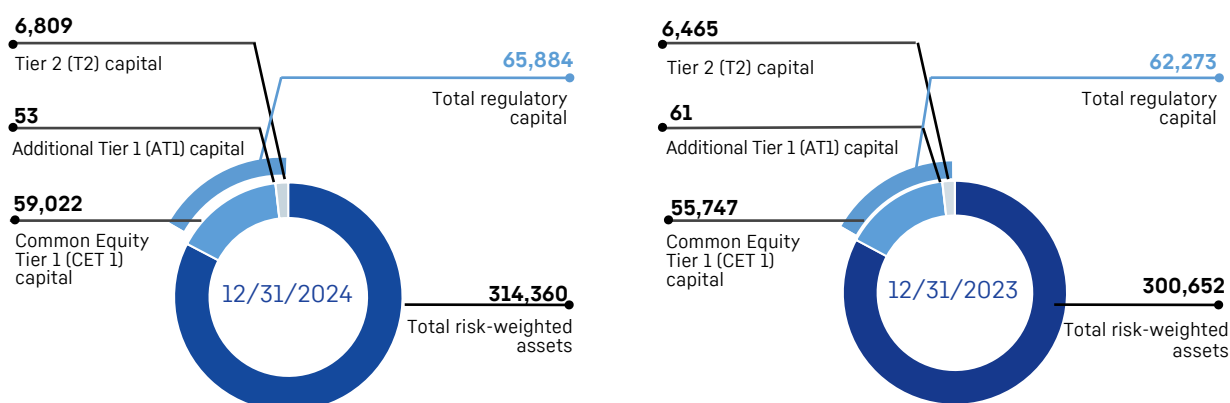 6,809
Tier 2 (T2) capital
65,884
Total regulatory
capital
53
Additional Tier 1 (AT1) capital
59,022
Common Equity
Tier 1 (CET 1)
capital
12/31/2024
314,360
Total risk-weighted
assets
6,465
Tier 2 (T2) capital
62,273
Total regulatory
capital
61
Additional Tier 1 (AT1) capital
55,747
Common Equity
Tier 1 (CET 1)
capital
12/31/2023
300,652
Total risk-weighted
assets